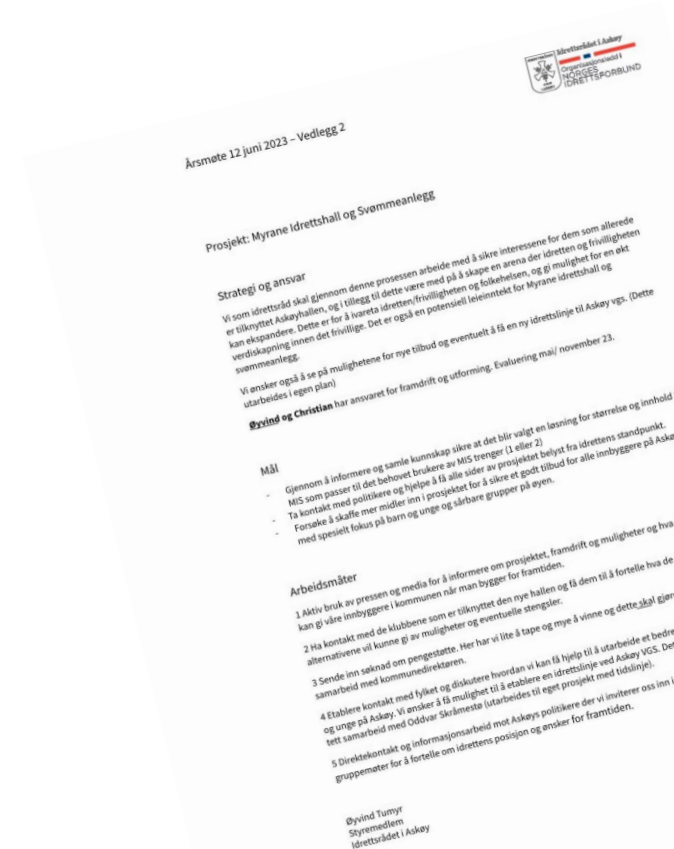 Idrettsrådet i Askøy
Organisasjonsledd i
NORGES
IDRETTSFORBUND
Årsmøte 12 juni 2023 – Vedlegg 2
Prosjekt: Myrane Idrettshall og Svømmeanlegg
Strategi og ansvar
Vi som idrettsråd skal gjennom denne prosessen arbeide med å sikre interessene for dem som allerede
er tilknyttet Askøyhallen, og i tillegg til dette være med på å skape en arena der idretten og frivilligheten
kan ekspandere. Dette er for å ivareta idretten/frivilligheten og folkehelsen, og gi mulighet for en økt
verdiskapning innen det frivillige. Det er også en potensiell leieinntekt for Myrane Idrettshall og
svømmeanlegg.
Vi ønsker også å se på mulighetene for nye tilbud og eventuelt å få en ny idrettslinje til Askøy vgs. (Dette
utarbeides i egen plan)
Øyvind og Christian har ansvaret for framdrift og utforming. Evaluering mai/ november 23.
Mål
- Gjennom å informere og samle kunnskap sikre at det blir valgt en løsning for størrelse og innhold
MIS som passer til det behovet brukere av MIS trenger (1 eller 2)
- Ta kontakt med politikere og hjelpe å få alle sider av prosjektet belyst fra idrettens standpunkt.
- Forsøke å skaffe mer midler inn i prosjektet for å sikre et godt tilbud for alle innbyggere på Askø
med spesielt fokus på barn og unge og sårbare grupper på øyen.
Arbeidsmåter
1 Aktiv bruk av pressen og media for å informere om prosjektet, framdrift og muligheter og hva
kan gi våre innbyggere i kommunen når man bygger for framtiden.
2 Ha kontakt med de klubbene som er tilknyttet den nye hallen og få dem til å fortelle hva de
alternativene vil kunne gi av muligheter og eventuelle stengsler.
3 Sende inn søknad om pengestøtte. Her har vi lite å tape og mye å vinne og dette skal gjøre
samarbeid med kommunedirektøren.
4 Etablere kontakt med fylket og diskutere hvordan vi kan få hjelp til å utarbeide et bedre
og unge på Askøy. Vi ønsker å få mulighet til å etablere en idrettslinje ved Askøy VGS. Det
tett samarbeid med Oddvar Skråmestø (utarbeides til eget prosjekt med tidslinje).
5 Direktekontakt og informasjonsarbeid mot Askøys politikere der vi inviterer oss inn i
gruppemøter for å fortelle om idrettens posisjon og ønsker for framtiden.
Øyvind Tumyr
Styremedlem
Idrettsrådet i Askøy